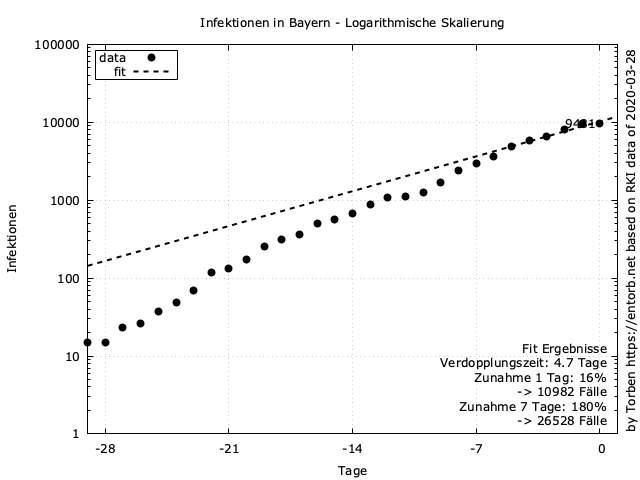 Infektionen in Bayern - Logarithmische Skalierung
100000
10000
1000
100
10
1
Infektionen
data
fit
9481
Fit Ergebnisse
Verdopplungszeit: 4.7 Tage
Zunahme 1 Tag: 16%
-> 10982 Fälle
Zunahme 7 Tage: 180%
-> 26528 Fälle
-28 -21 -14 -7 0
Tage
by Torben https://entorb.net based on RKI data of 2020-03-28